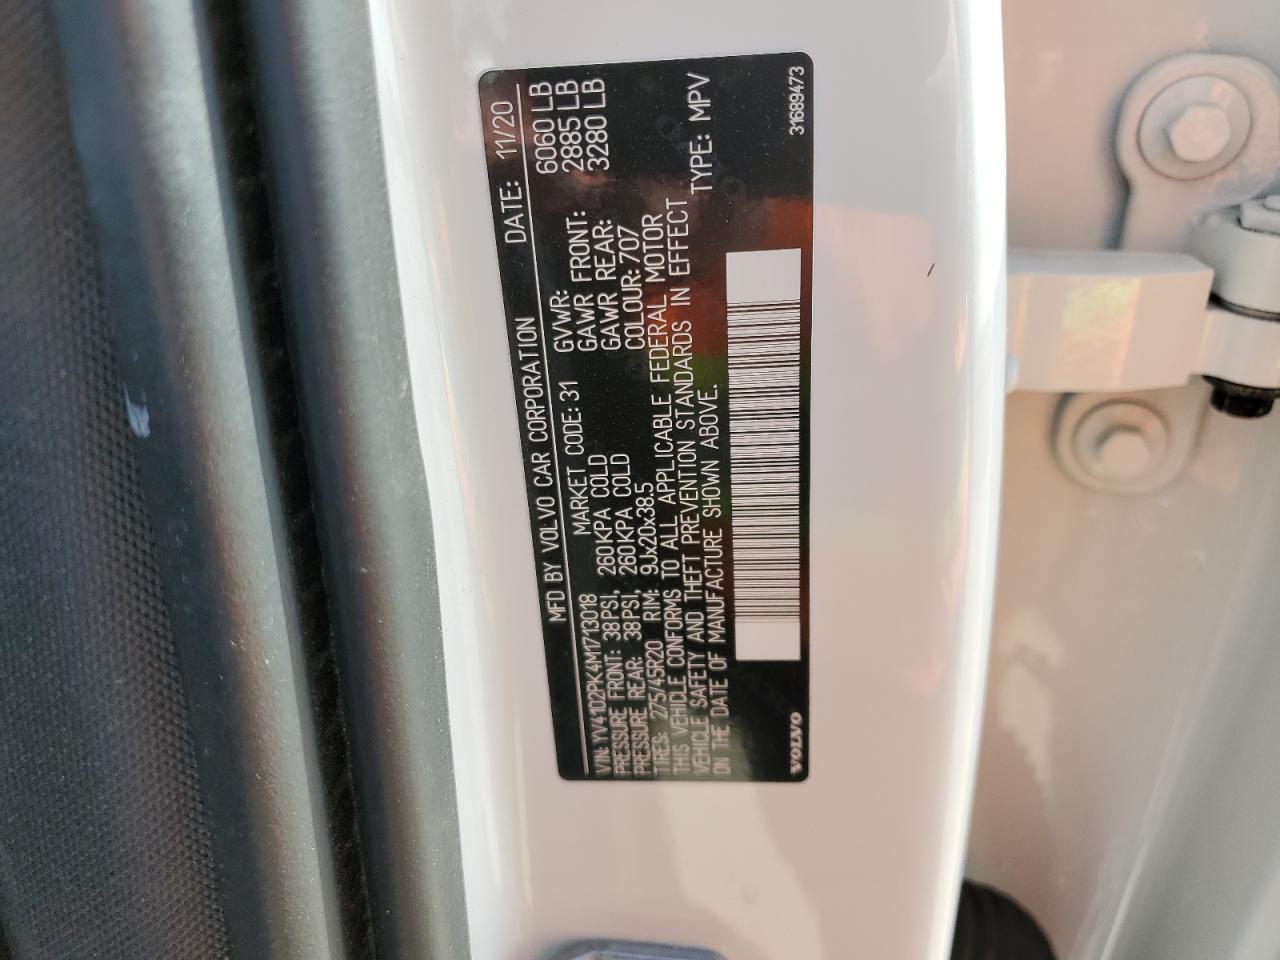 MFD BY VOLVO CAR CORPORATION DATE: 11/20
VIN: YV4102PK4M1713018 MARKET CODE: 31 GVWR: 6060 LB
PRESSURE FRONT: 38PSI, 260KPA COLD GAWR FRONT: 2885 LB
PRESSURE REAR: 38PSI, 260KPA COLD GAWR REAR: 3280 LB
TIRES: 275/45R20 RIM: 9Jx20x38.5 COLOUR: 707
THIS VEHICLE CONFORMS TO ALL APPLICABLE FEDERAL MOTOR
VEHICLE SAFETY AND THEFT PREVENTION STANDARDS IN EFFECT
ON THE DATE OF MANUFACTURE SHOWN ABOVE. TYPE: MPV
VOLVO 31689473